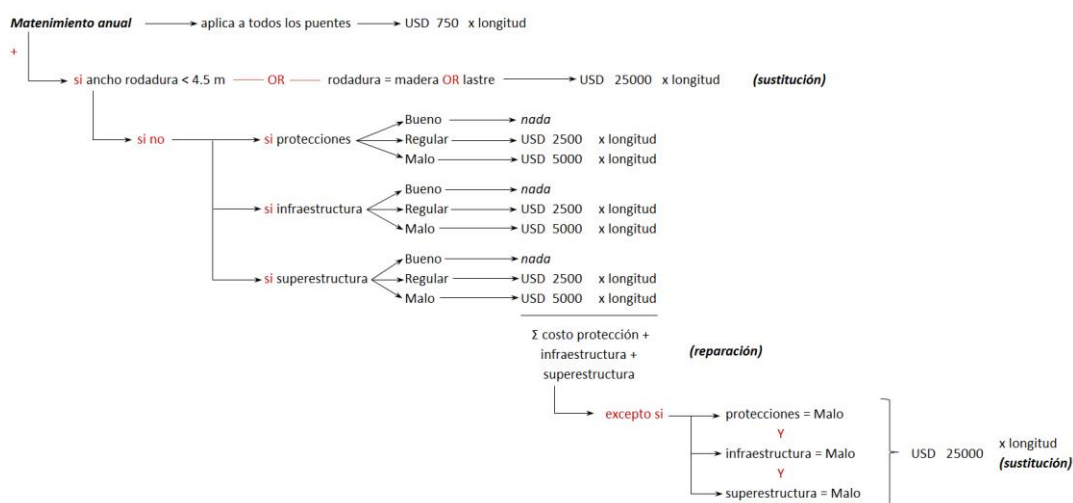 Matenimiento anual aplica a todos los puentes USD 750 x longitud
+
si ancho rodadura < 4.5 m OR rodadura = madera OR lastre USD 25000 x longitud (sustitución)
Bueno nada
si no si protecciones Regular USD 2500 x longitud
Malo USD 5000 x longitud
Bueno nada
si infraestructura Regular USD 2500 x longitud
Malo USD 5000 x longitud
Bueno nada
si superestructura Regular USD 2500 x longitud
Malo USD 5000 x longitud
Σ costo protección +
infraestructura +
superestructura
(reparación)
excepto si protecciones = Malo
Y
infraestructura = Malo
Y
superestructura = Malo
USD 25000 x longitud
(sustitución)